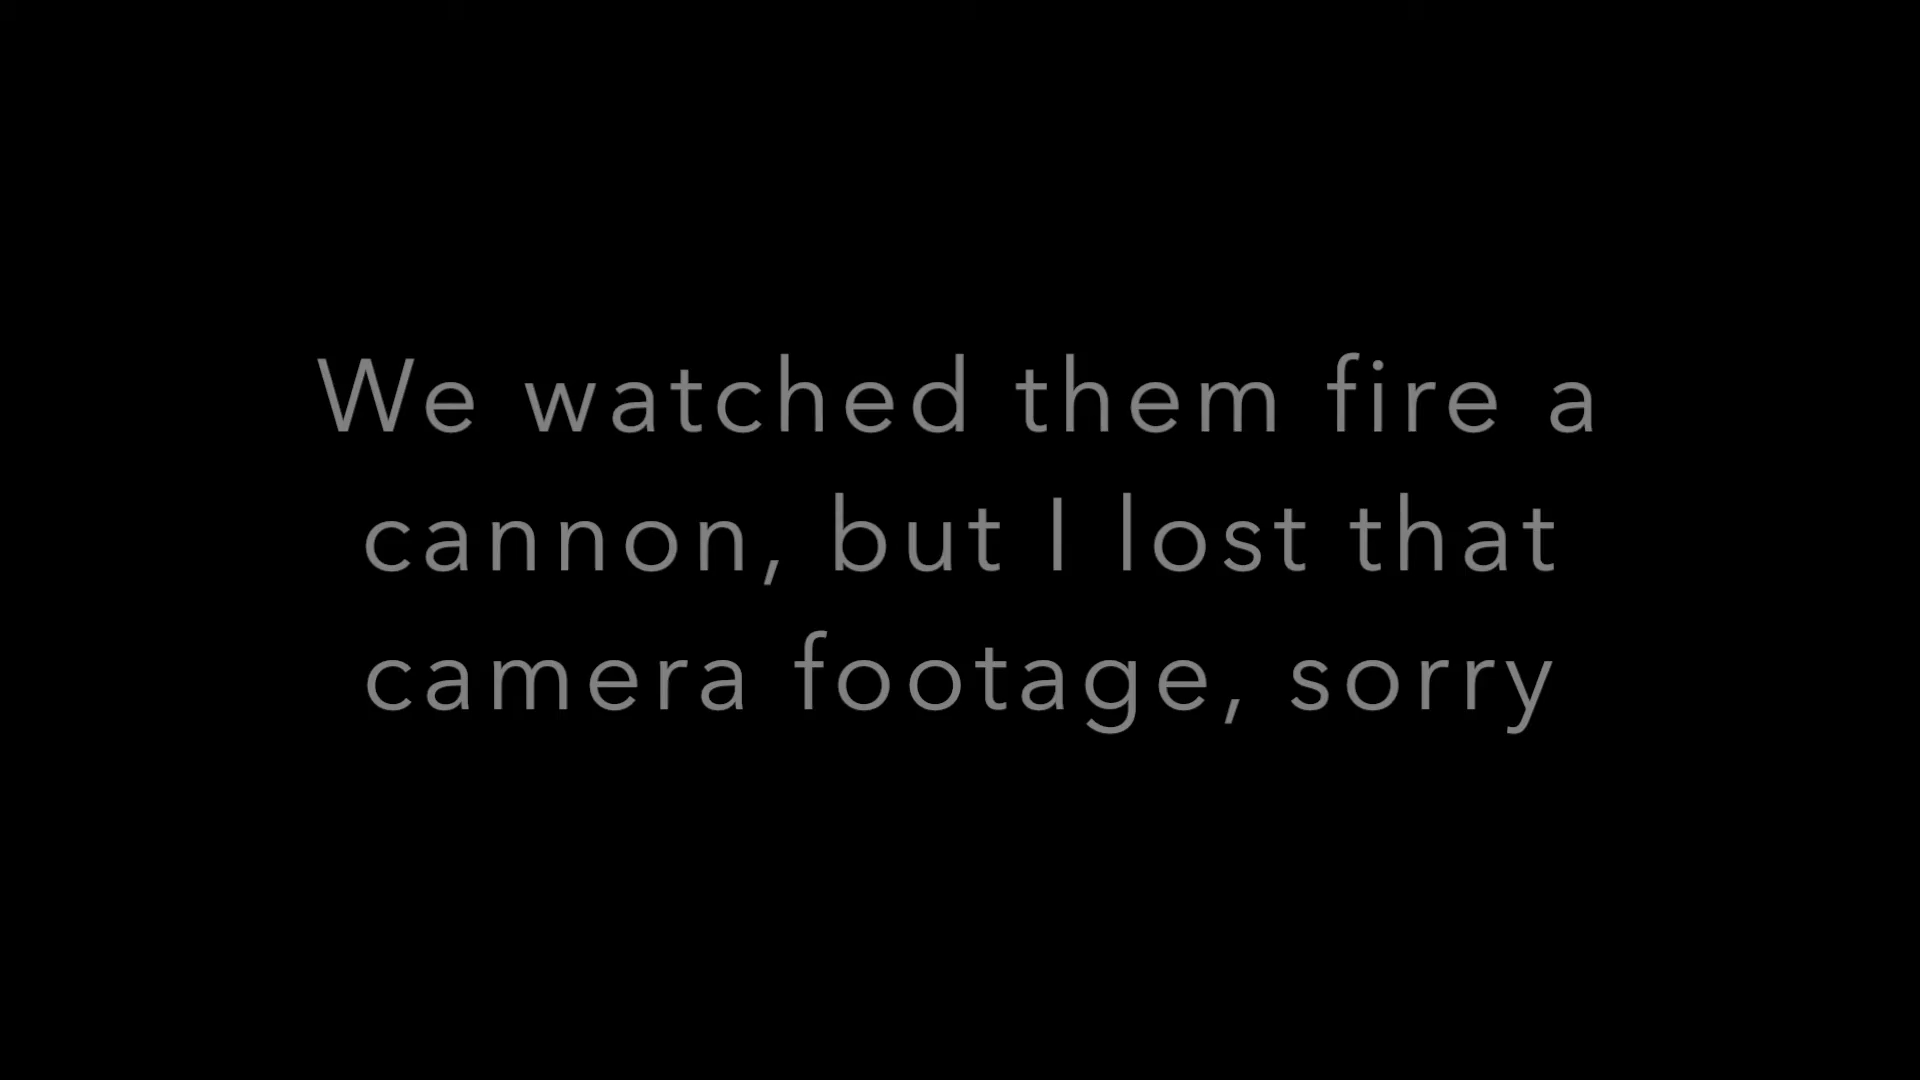 We watched them fire a
cannon, but I lost that
camera footage, sorry